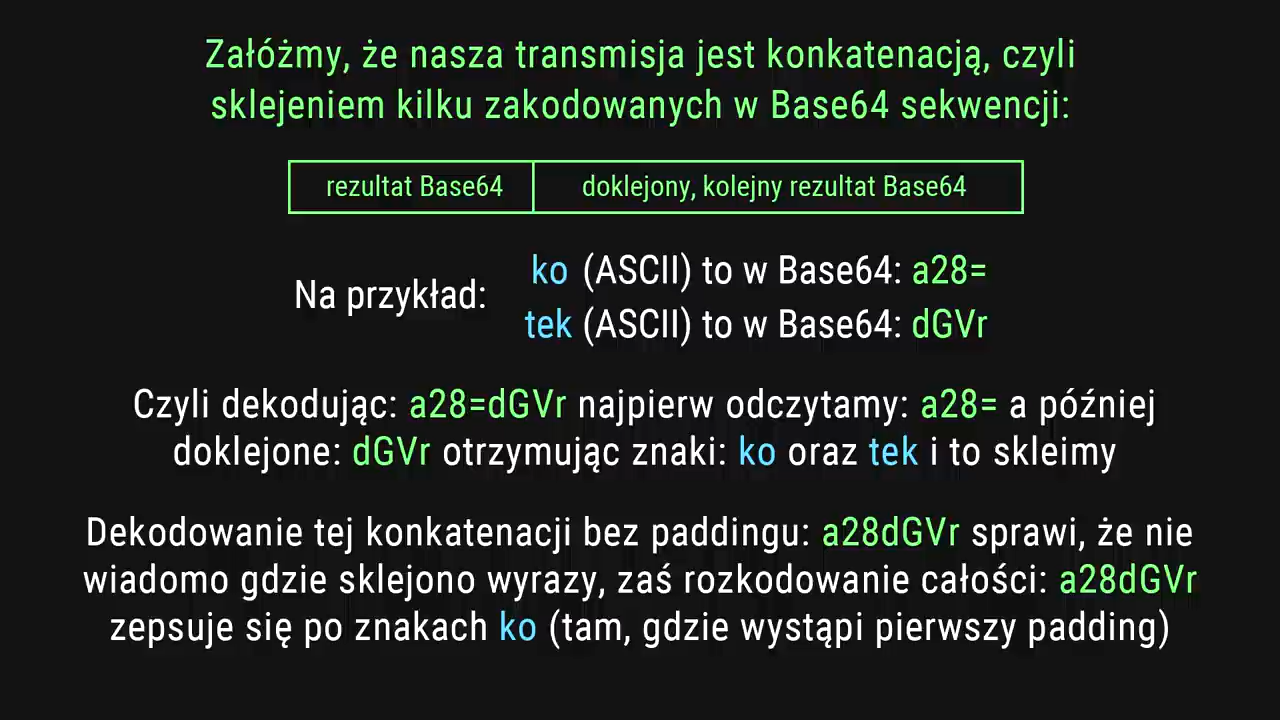 Załóżmy, że nasza transmisja jest konkatenacją, czyli
sklejeniem kilku zakodowanych w Base64 sekwencji:
rezultat Base64
doklejony, kolejny rezultat Base64
Na przykład:
ko (ASCII) to w Base64: a28=
tek (ASCII) to w Base64: dGVr
Czyli dekodując: a28=dGVr najpierw odczytamy: a28= a później
doklejone: dGVr otrzymując znaki: ko oraz tek i to skleimy
Dekodowanie tej konkatenacji bez paddingu: a28dGVr sprawi, że nie
wiadomo gdzie sklejono wyrazy, zaś rozkodowanie całości: a28dGVr
zepsuje się po znakach ko (tam, gdzie wystąpi pierwszy padding)